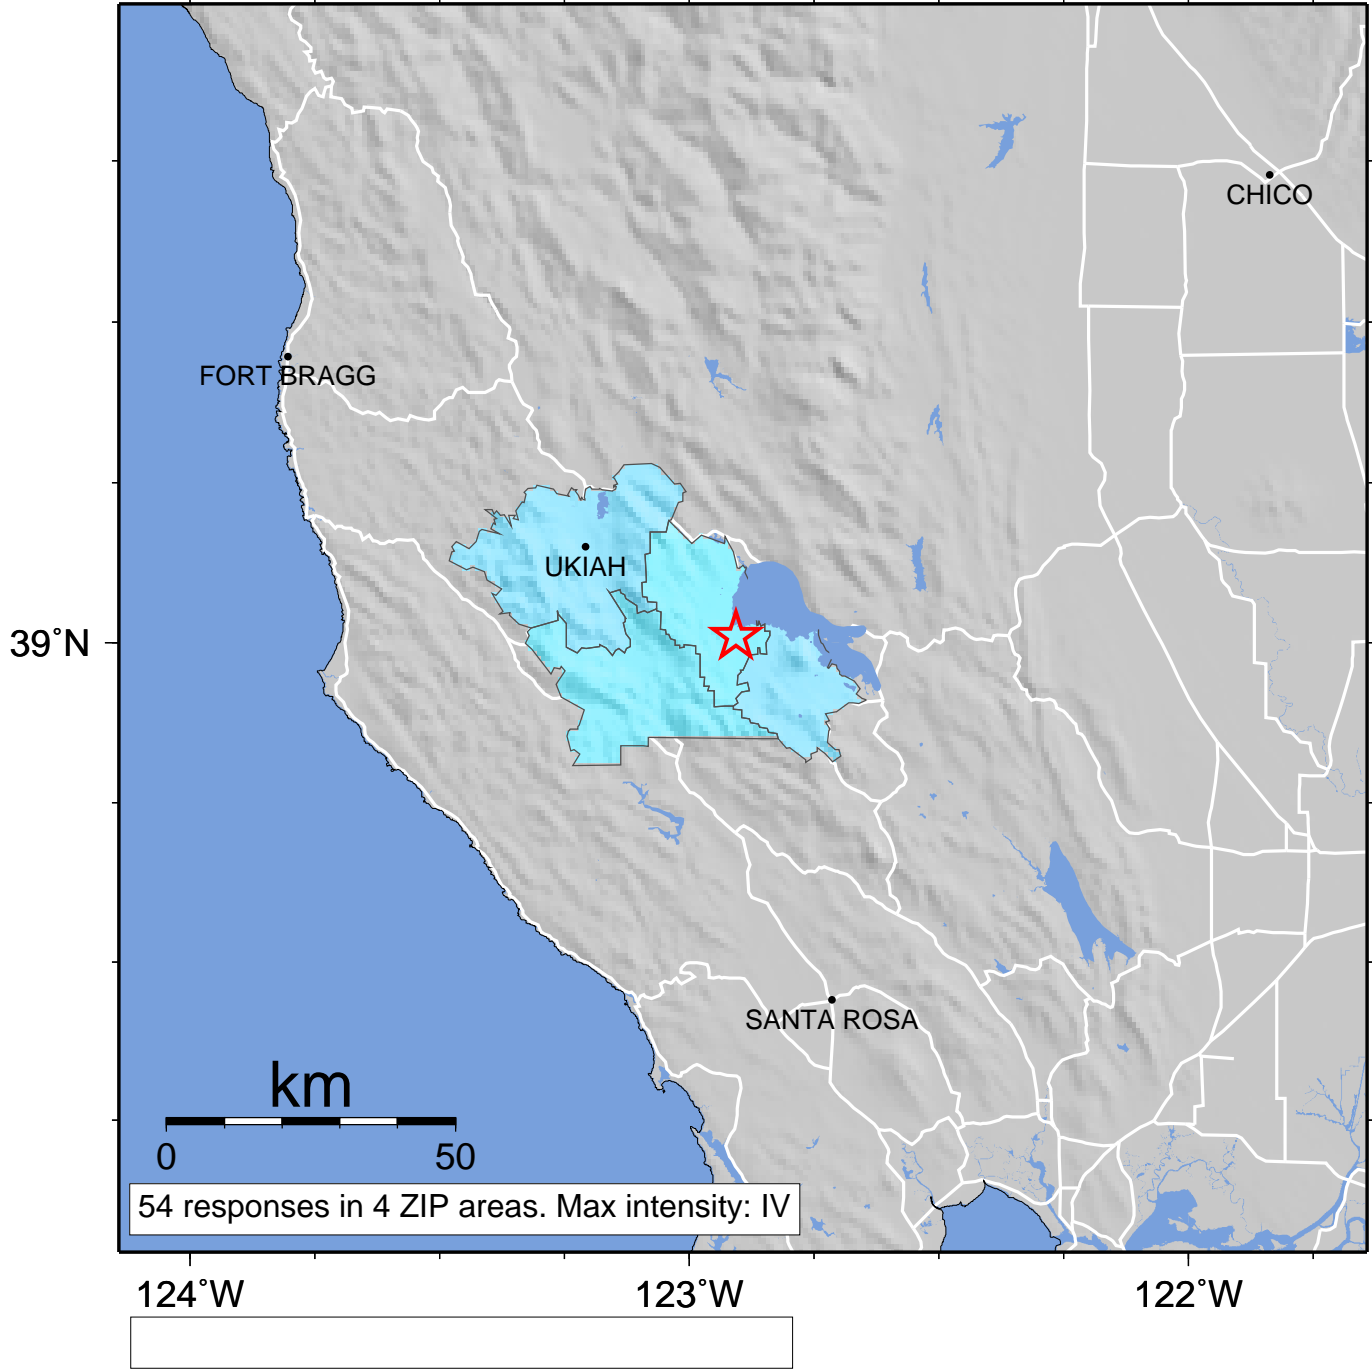 CHICO
FORT BRAGG
UKIAH
39˚N
SANTA ROSA
km
0 50
54 responses in 4 ZIP areas. Max intensity: IV
124˚W 123˚W 122˚W